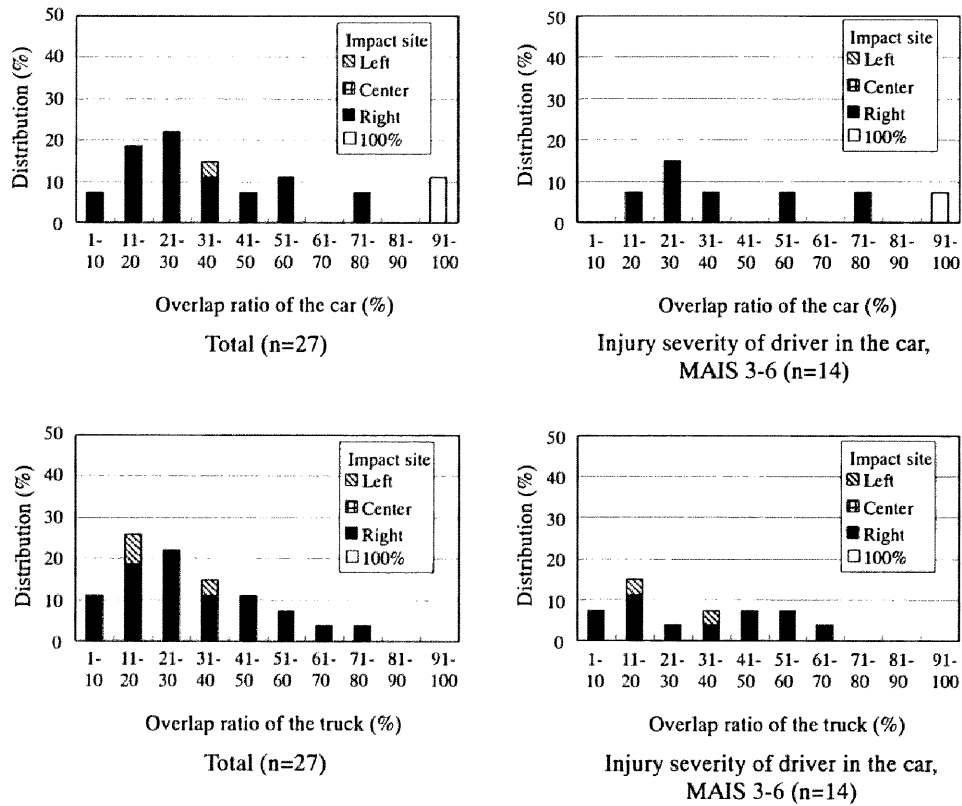 Distribution (%)
50
40
30
20
10
0
Impact site
Left
Center
Right
100%
1- 11- 21- 31- 41- 51- 61- 71- 81- 91-
10 20 30 40 50 60 70 80 90 100
Overlap ratio of the car (%)
Total (n=27)
Distribution (%)
50
40
30
20
10
0
Impact site
Left
Center
Right
100%
1- 11- 21- 31- 41- 51- 61- 71- 81- 91-
10 20 30 40 50 60 70 80 90 100
Overlap ratio of the car (%)
Injury severity of driver in the car,
MAIS 3-6 (n=14)
Distribution (%)
50
40
30
20
10
0
Impact site
Left
Center
Right
100%
1- 11- 21- 31- 41- 51- 61- 71- 81- 91-
10 20 30 40 50 60 70 80 90 100
Overlap ratio of the truck (%)
Total (n=27)
Distribution (%)
50
40
30
20
10
0
Impact site
Left
Center
Right
100%
1- 11- 21- 31- 41- 51- 61- 71- 81- 91-
10 20 30 40 50 60 70 80 90 100
Overlap ratio of the truck (%)
Injury severity of driver in the car,
MAIS 3-6 (n=14)